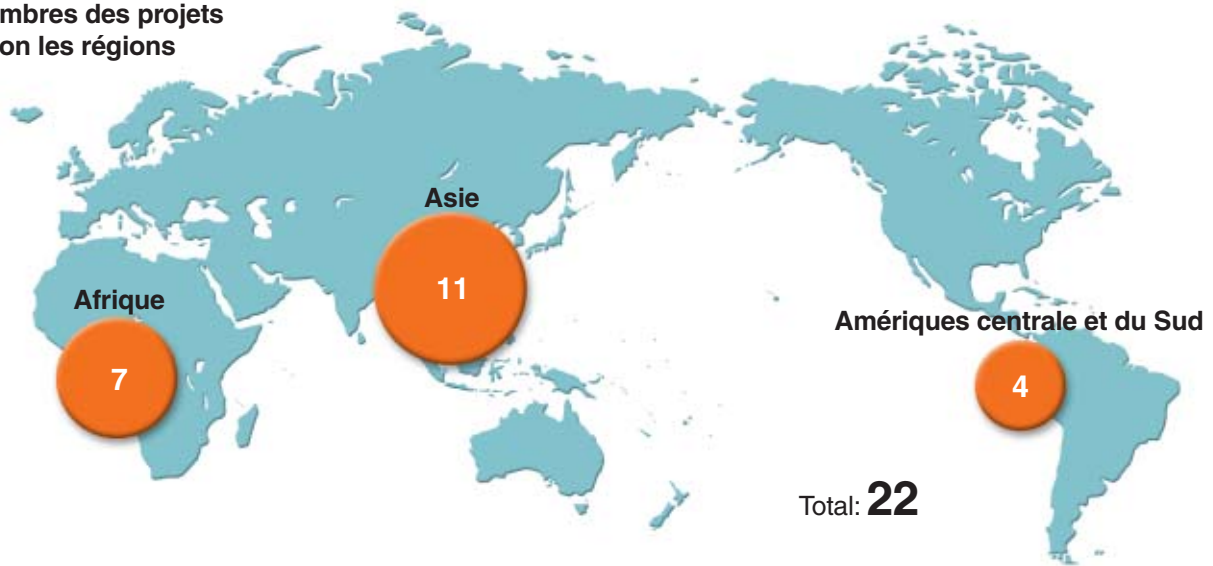 mbres des projets
on les régions
Asie
11
Afrique
7
Amériques centrale et du Sud
4
Total: 22